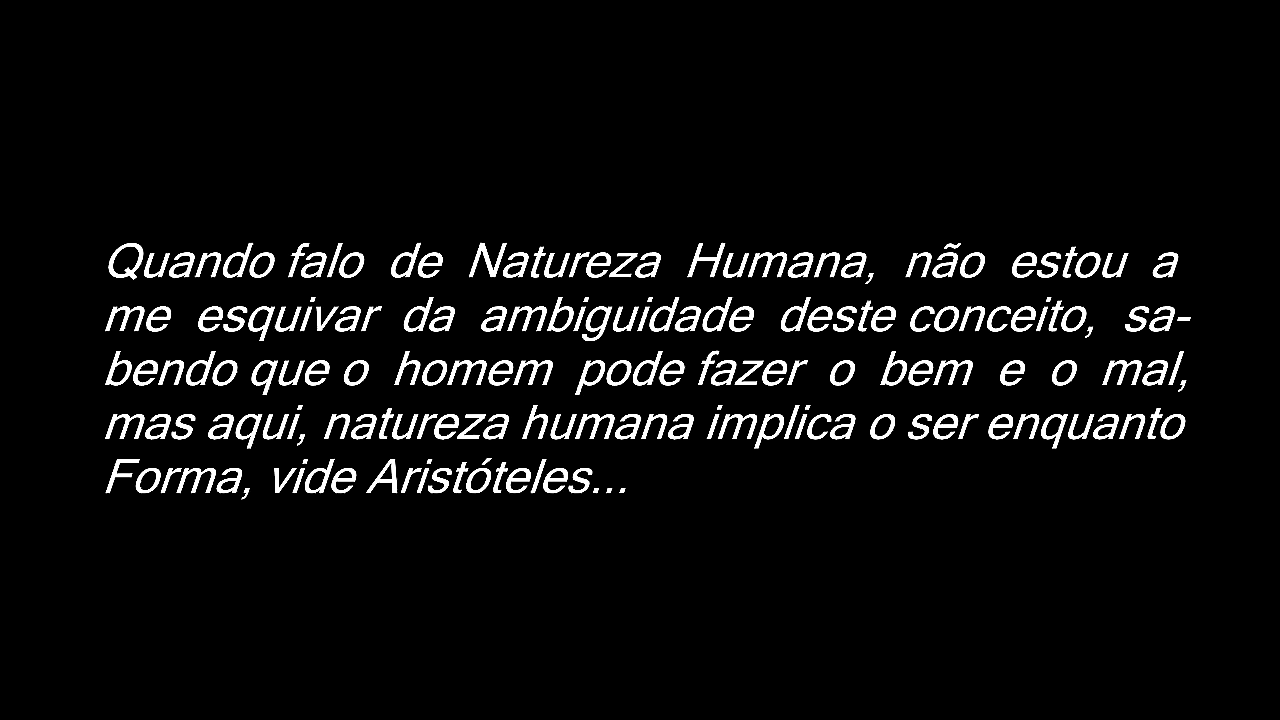 Quando falo de Natureza Humana, não estou a
me esquivar da ambiguidade deste conceito, sa-
bendo que o homem pode fazer o bem e o mal,
mas aqui, natureza humana implica o ser enquanto
Forma, vide Aristóteles...